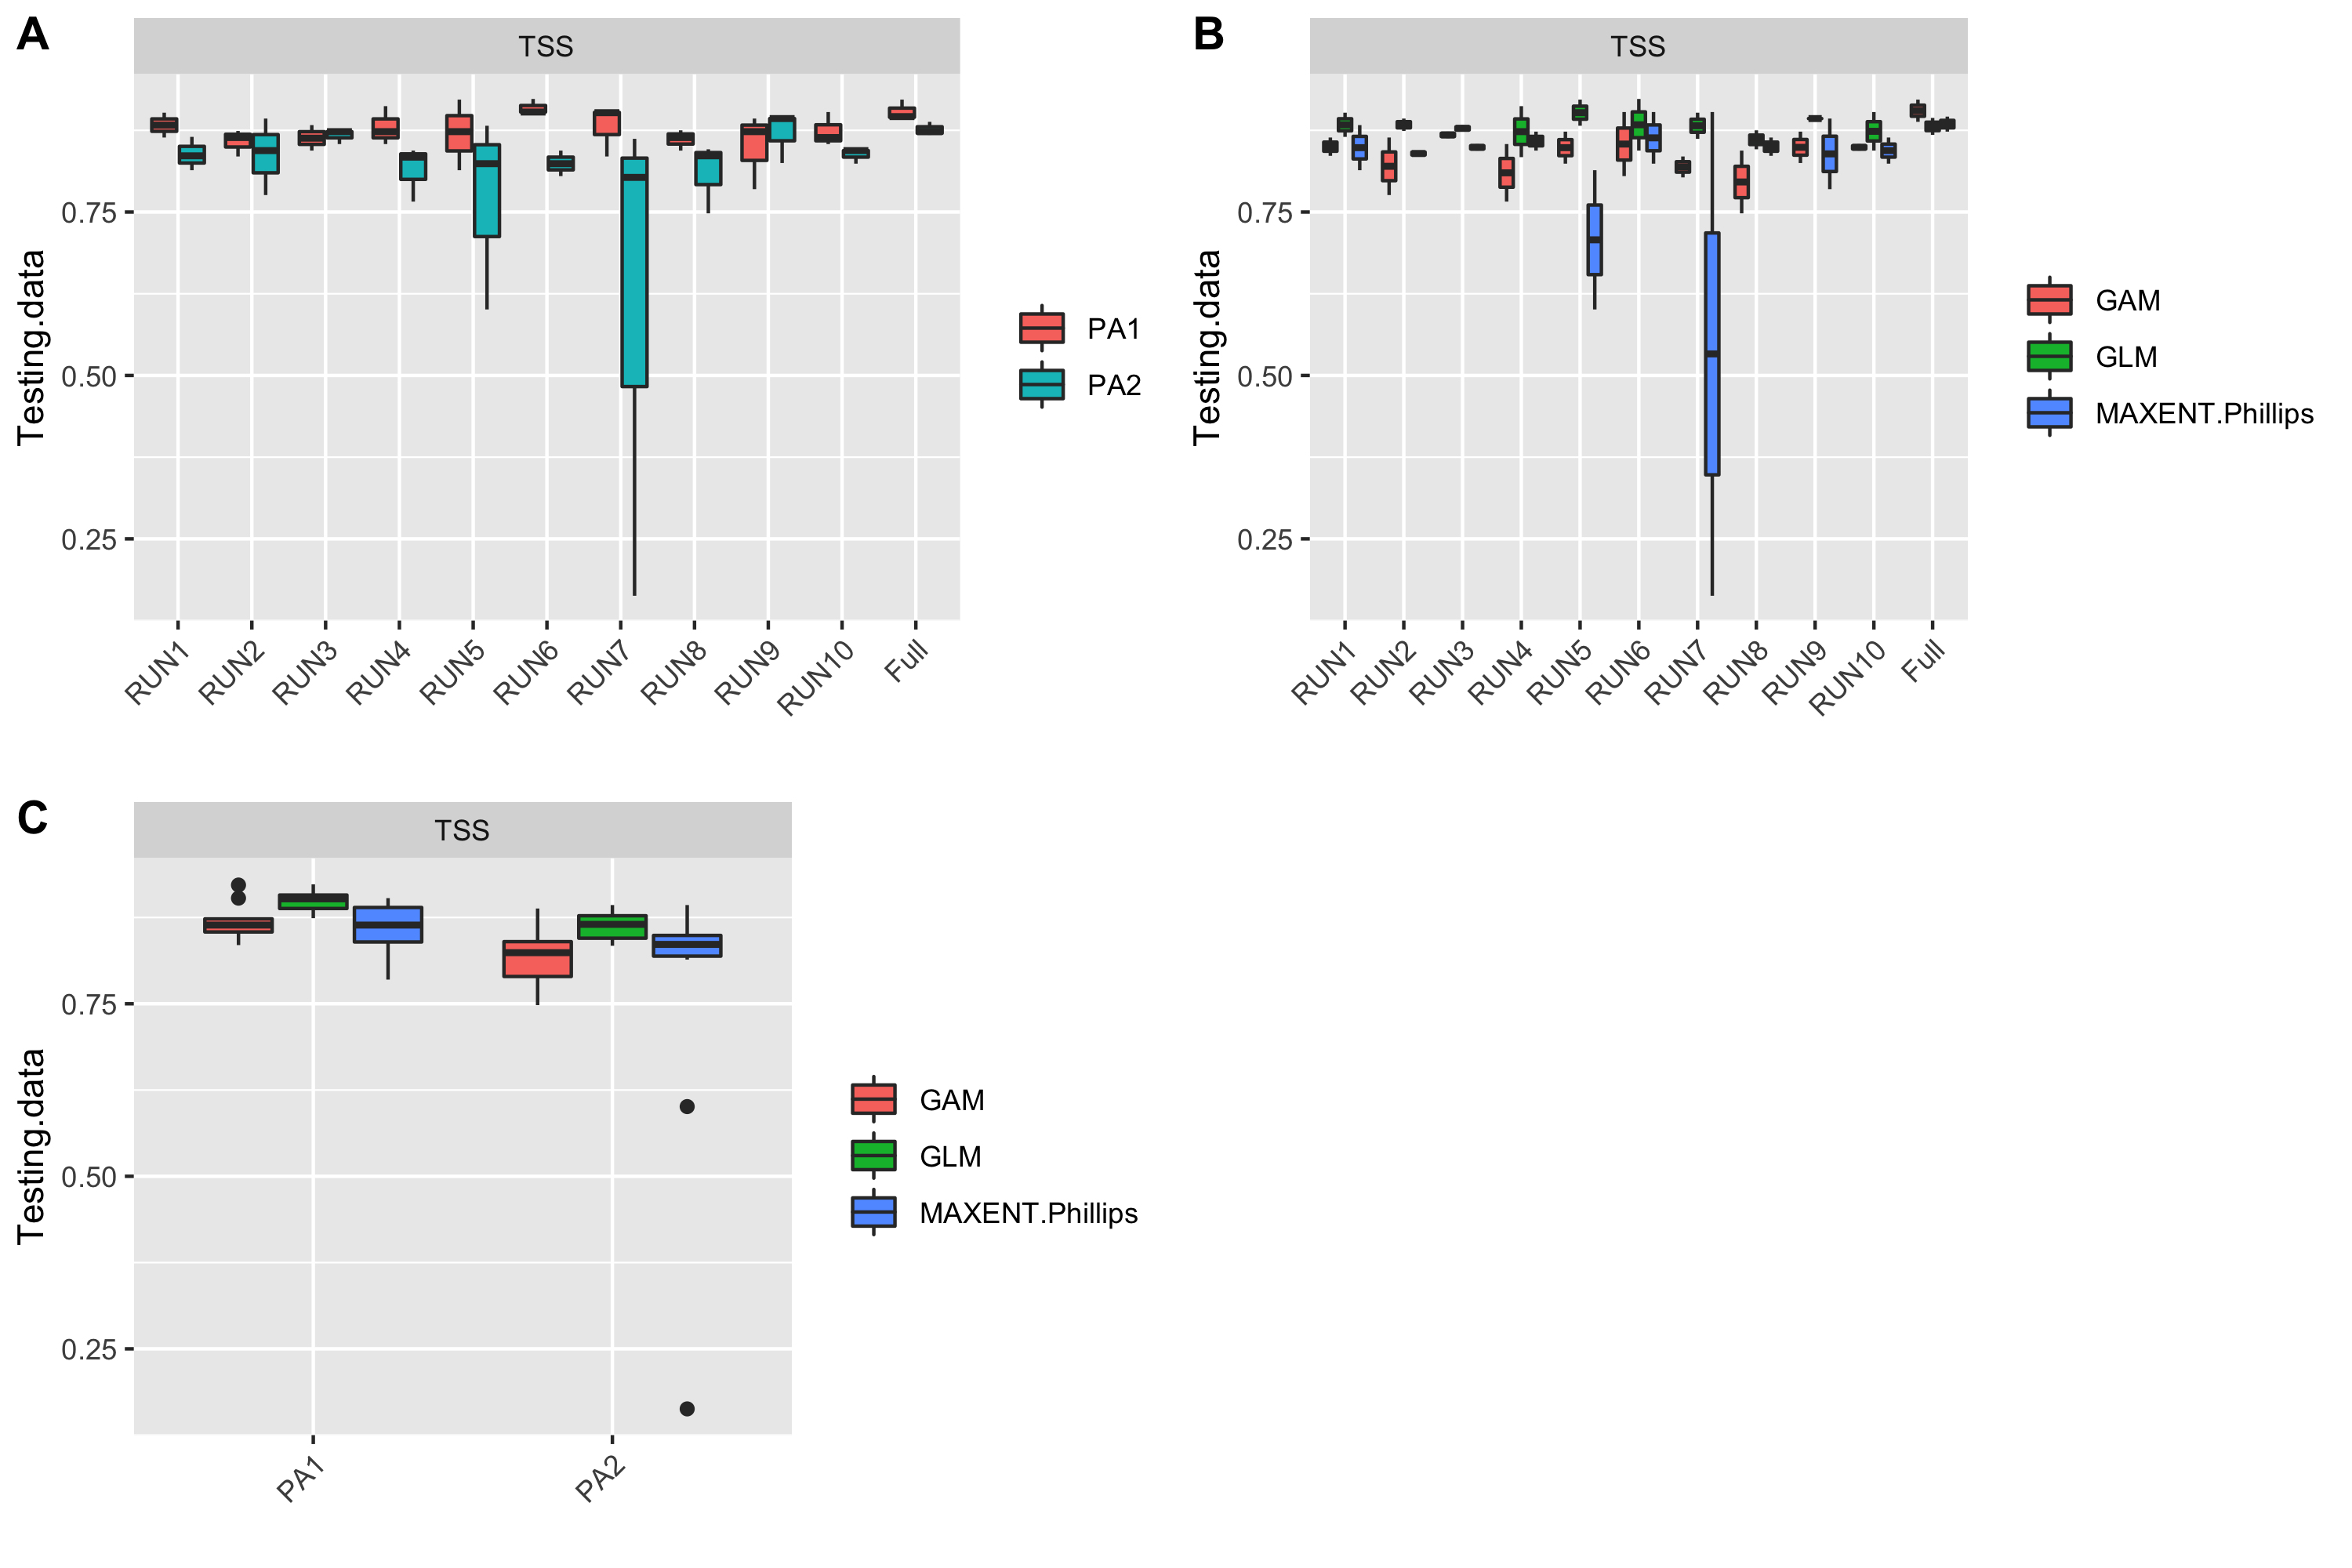 A
TSS
Testing.data
0.75
0.50
0.25
RUN1
RUN2
RUN3
RUN4
RUN5
RUN6
RUN7
RUN8
RUN9
RUN10
Full
PA1
PA2
B
TSS
Testing.data
0.75
0.50
0.25
RUN1
RUN2
RUN3
RUN4
RUN5
RUN6
RUN7
RUN8
RUN9
RUN10
Full
GAM
GLM
MAXENT.Phillips
C
TSS
Testing.data
0.75
0.50
0.25
PA1
PA2
GAM
GLM
MAXENT.Phillips